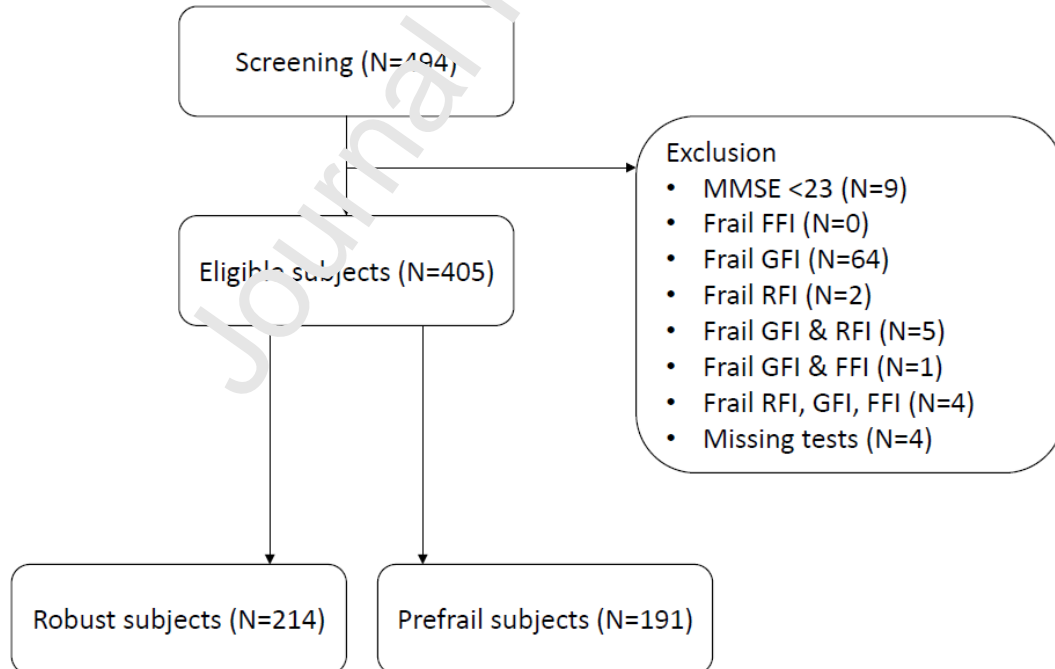 Journal
Screening (N=494)
Exclusion
• MMSE <23 (N=9)
• Frail FFI (N=0)
• Frail GFI (N=64)
• Frail RFI (N=2)
• Frail GFI & RFI (N=5)
• Frail GFI & FFI (N=1)
• Frail RFI, GFI, FFI (N=4)
• Missing tests (N=4)
Eligible subjects (N=405)
Robust subjects (N=214)
Prefrail subjects (N=191)